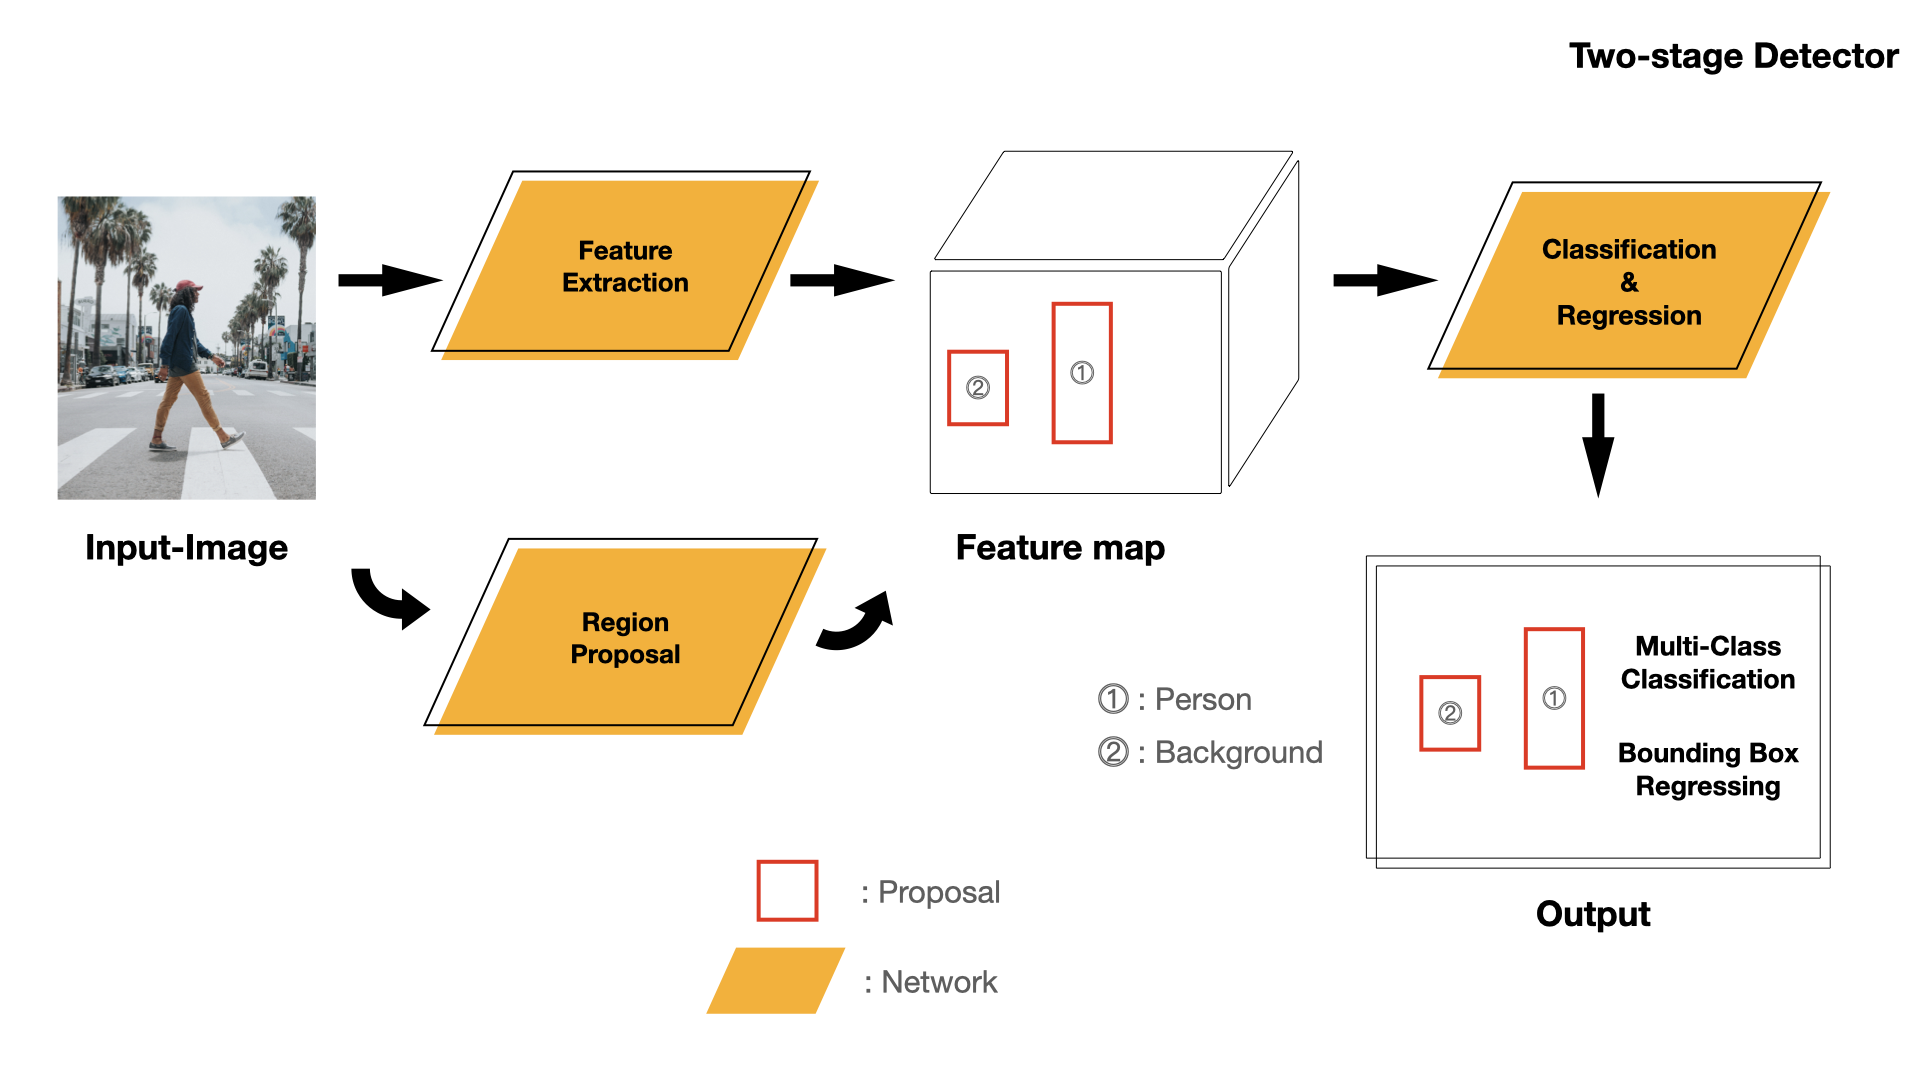 Two-stage Detector
Feature
Extraction
Classification
&
Regression
②
①
Input-Image
Feature map
Region
Proposal
① : Person
② : Background
②
①
Multi-Class
Classification
Bounding Box
Regressing
: Proposal
Output
: Network